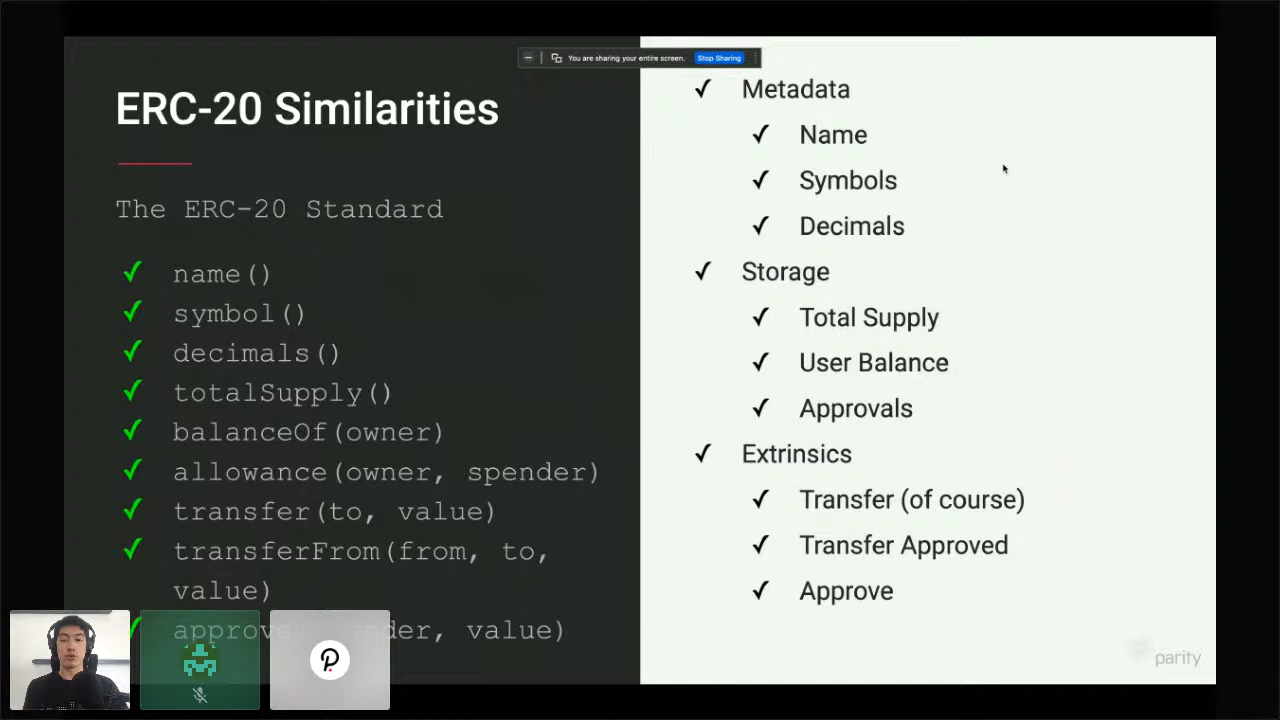 You are sharing your entire screen. Stop Sharing
ERC-20 Similarities
The ERC-20 Standard
name()
symbol()
decimals()
totalSupply()
balanceOf(owner)
allowance(owner, spender)
transfer(to, value)
transferFrom(from, to,
value)
value)
Metadata
Name
Symbols
Decimals
Storage
Total Supply
User Balance
Approvals
Extrinsics
Transfer (of course)
Transfer Approved
Approve
parity